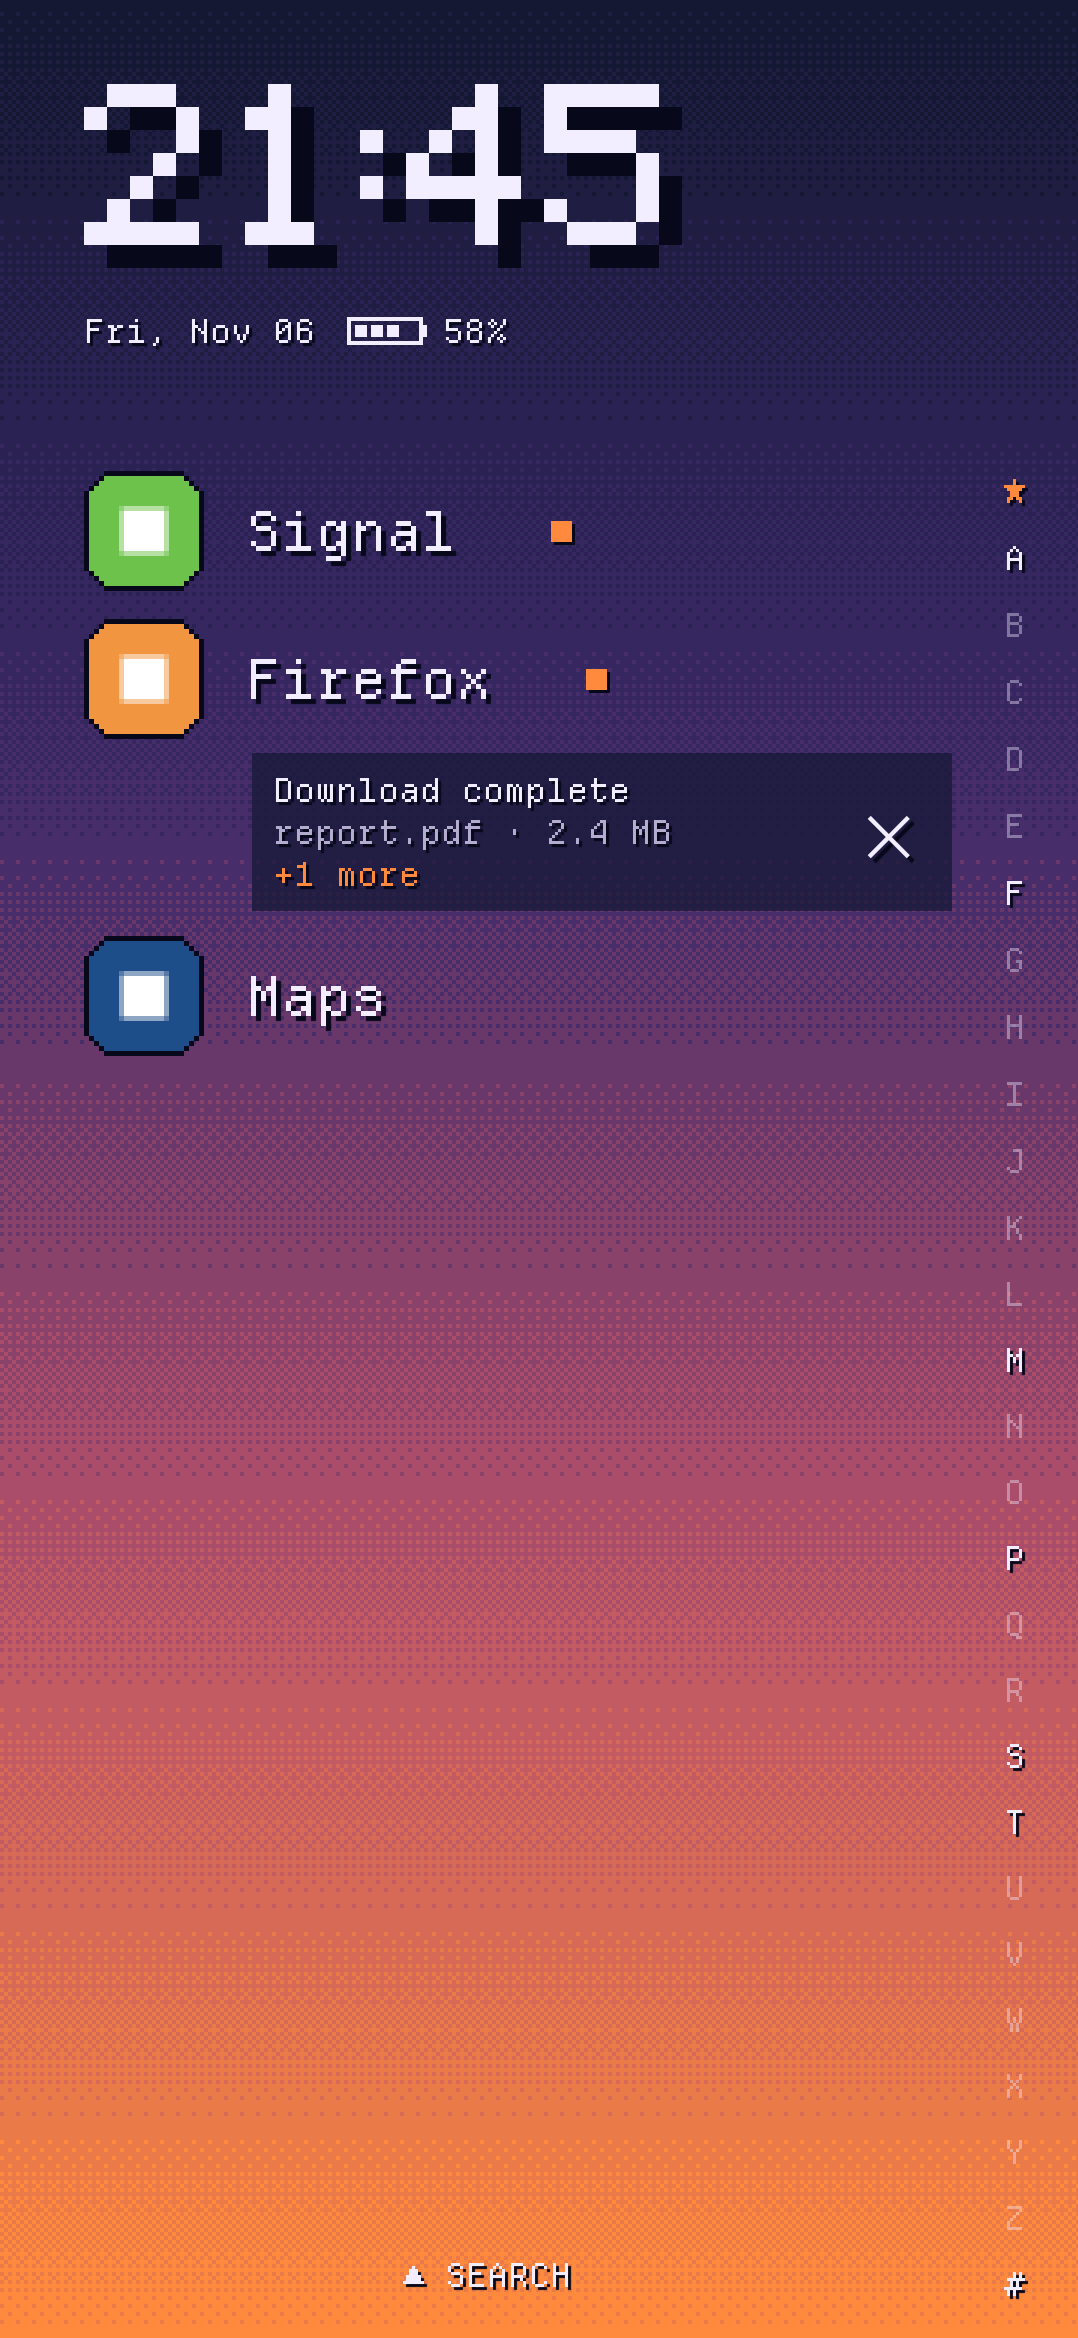 21:45
Fri, Nov 06 58%
Signal
Firefox
Download complete
report.pdf · 2.4 MB
+1 more
Maps
★
A
B
C
D
E
F
G
H
I
J
K
L
M
N
O
P
Q
R
S
T
U
V
W
X
Y
Z
#
▲ SEARCH